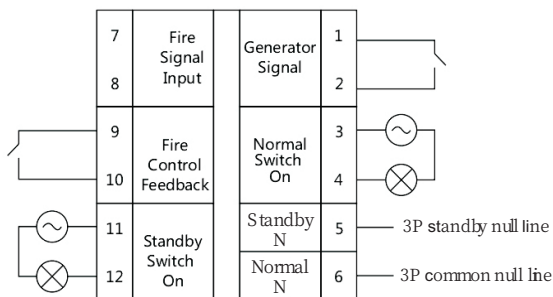 7
Fire
Signal
Input
8
9
Fire
Control
Feedback
10
11
Standby
Switch
On
12
Generator
Signal
1
2
Normal
Switch
On
3
4
Standby
N
5
3P standby null line
Normal
N
6
3P common null line